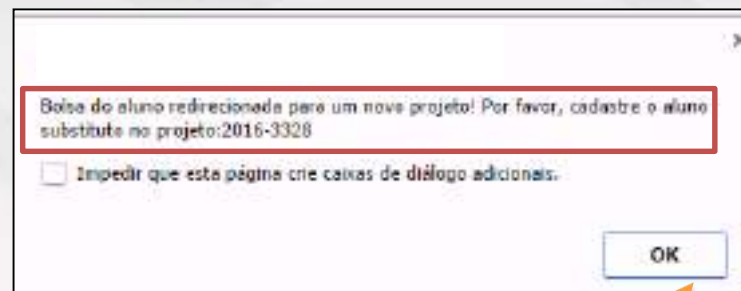 Bolsa do aluno redirecionada para um novo projeto! Por favor, cadastre o aluno
substituto no projeto:2016-3328
Impedir que esta página crie caixas de diálogo adicionais.
OK